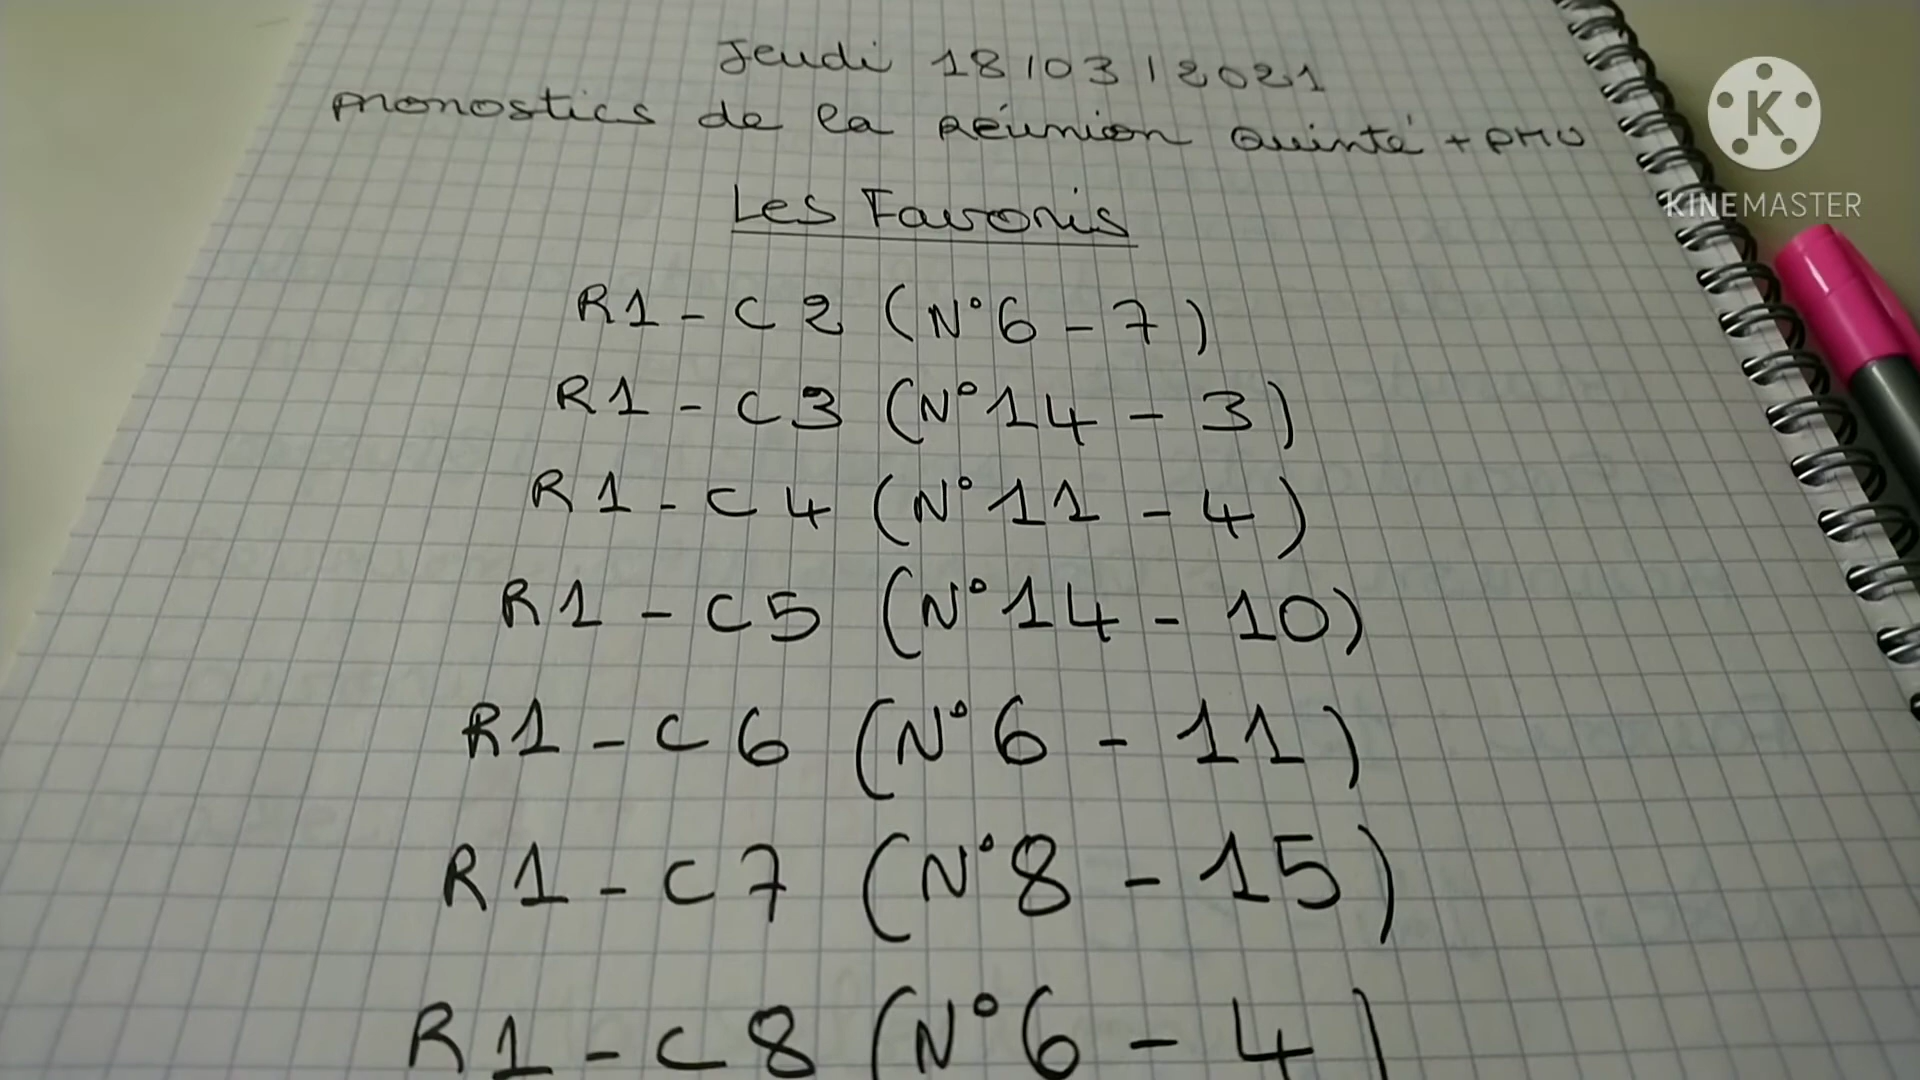 Jeudi 18/03/2021
pronostics de la réunion Quinté + PMU
Les Favoris
R1 - C2 (N°6 - 7)
R1 - C3 (N°14 - 3)
R1 - C4 (N°11 - 4)
R1 - C5 (N°14 - 10)
R1 - C6 (N°6 - 11)
R1 - C7 (N°8 - 15)
R1 - C8 (N°6 - 4)
K
KINEMASTER